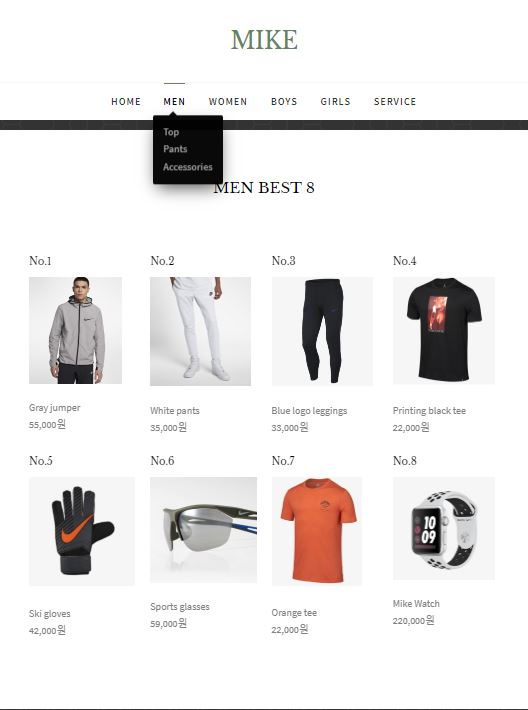 MIKE
HOME MEN WOMEN BOYS GIRLS SERVICE
Top
Pants
Accessories
MEN BEST 8
No.1 No.2 No.3 No.4
Gray jumper White pants Blue logo leggings Printing black tee
55,000원 35,000원 33,000원 22,000원
No.5 No.6 No.7 No.8
10
09
Ski gloves Sports glasses Orange tee Mike Watch
42,000원 59,000원 22,000원 220,000원